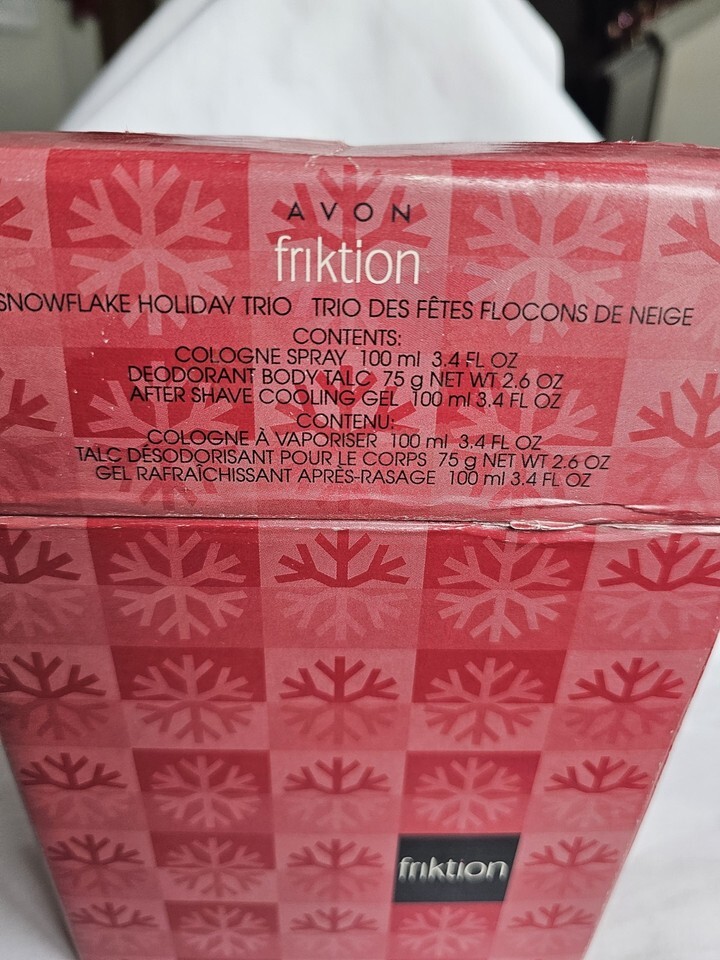 AVON
friktion
SNOWFLAKE HOLIDAY TRIO TRIO DES FÊTES FLOCONS DE NEIGE
CONTENTS:
COLOGNE SPRAY 100 ml 3.4 FL OZ
DEODORANT BODY TALC 75 g NET WT 2.6 OZ
AFTER SHAVE COOLING GEL 100 ml 3.4 FL OZ
CONTENU:
COLOGNE À VAPORISER 100 ml 3.4 FL OZ
TALC DÉSODORISANT POUR LE CORPS 75 g NET WT 2.6 OZ
GEL RAFRAÎCHISSANT APRÈS-RASAGE 100 ml 3.4 FL OZ
friktion